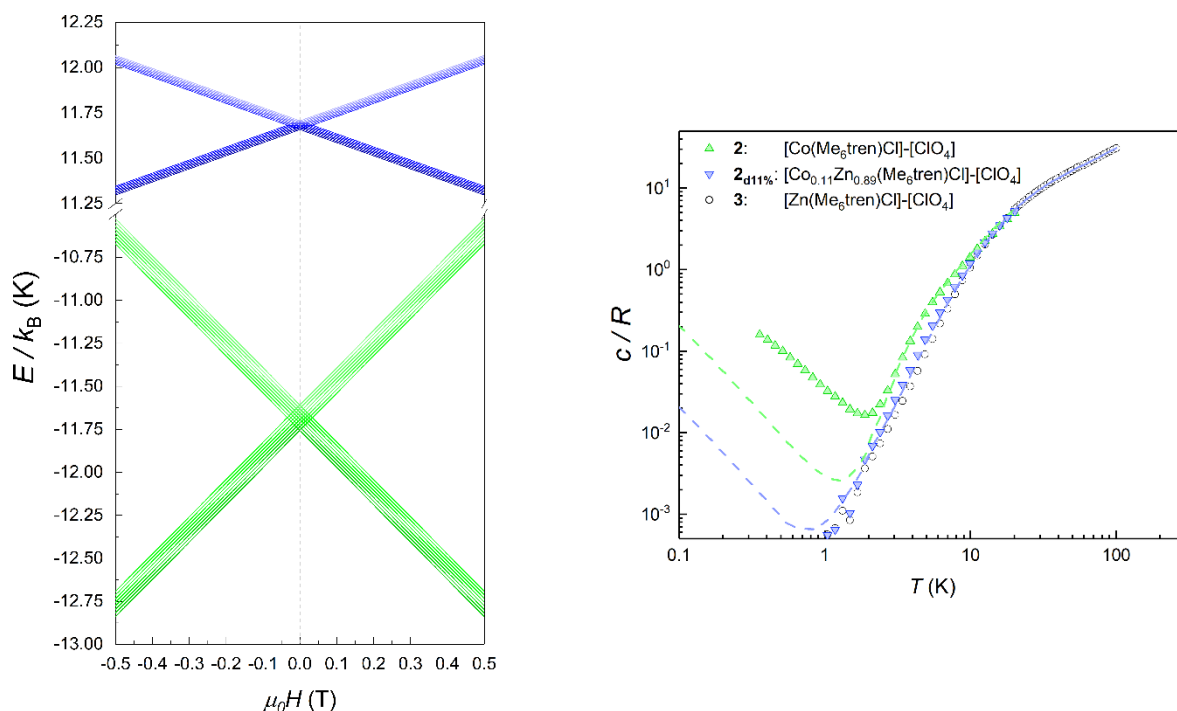 12.25
12.00
11.75
11.50
11.25
-10.75
-11.00
-11.25
-11.50
-11.75
-12.00
-12.25
-12.50
-12.75
-13.00
E / kB (K)
-0.5 -0.4 -0.3 -0.2 -0.1 0.0 0.1 0.2 0.3 0.4 0.5
μ0H (T)
2: [Co(Me6tren)Cl]-[ClO4]
2d11%: [Co0.11Zn0.89(Me6tren)Cl]-[ClO4]
3: [Zn(Me6tren)Cl]-[ClO4]
10^1
10^0
10^-1
10^-2
10^-3
c / R
0.1 1 10 100
T (K)